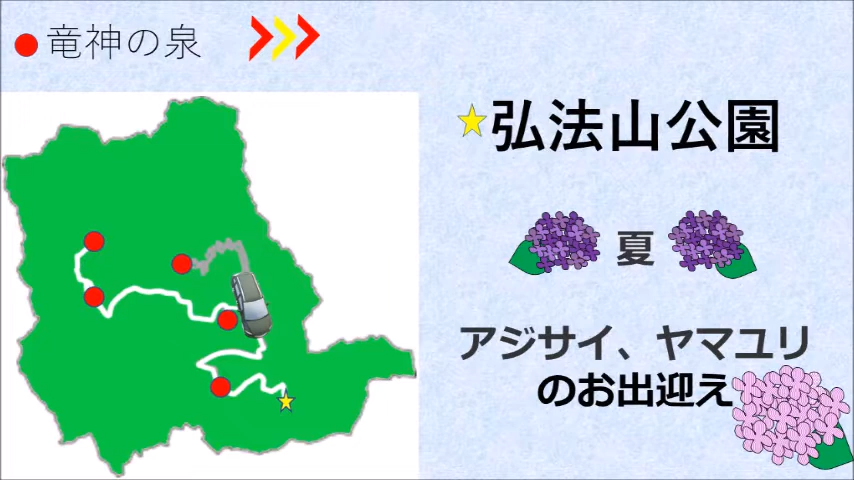 竜神の泉
弘法山公園
夏
アジサイ、ヤマユリ
のお出迎え